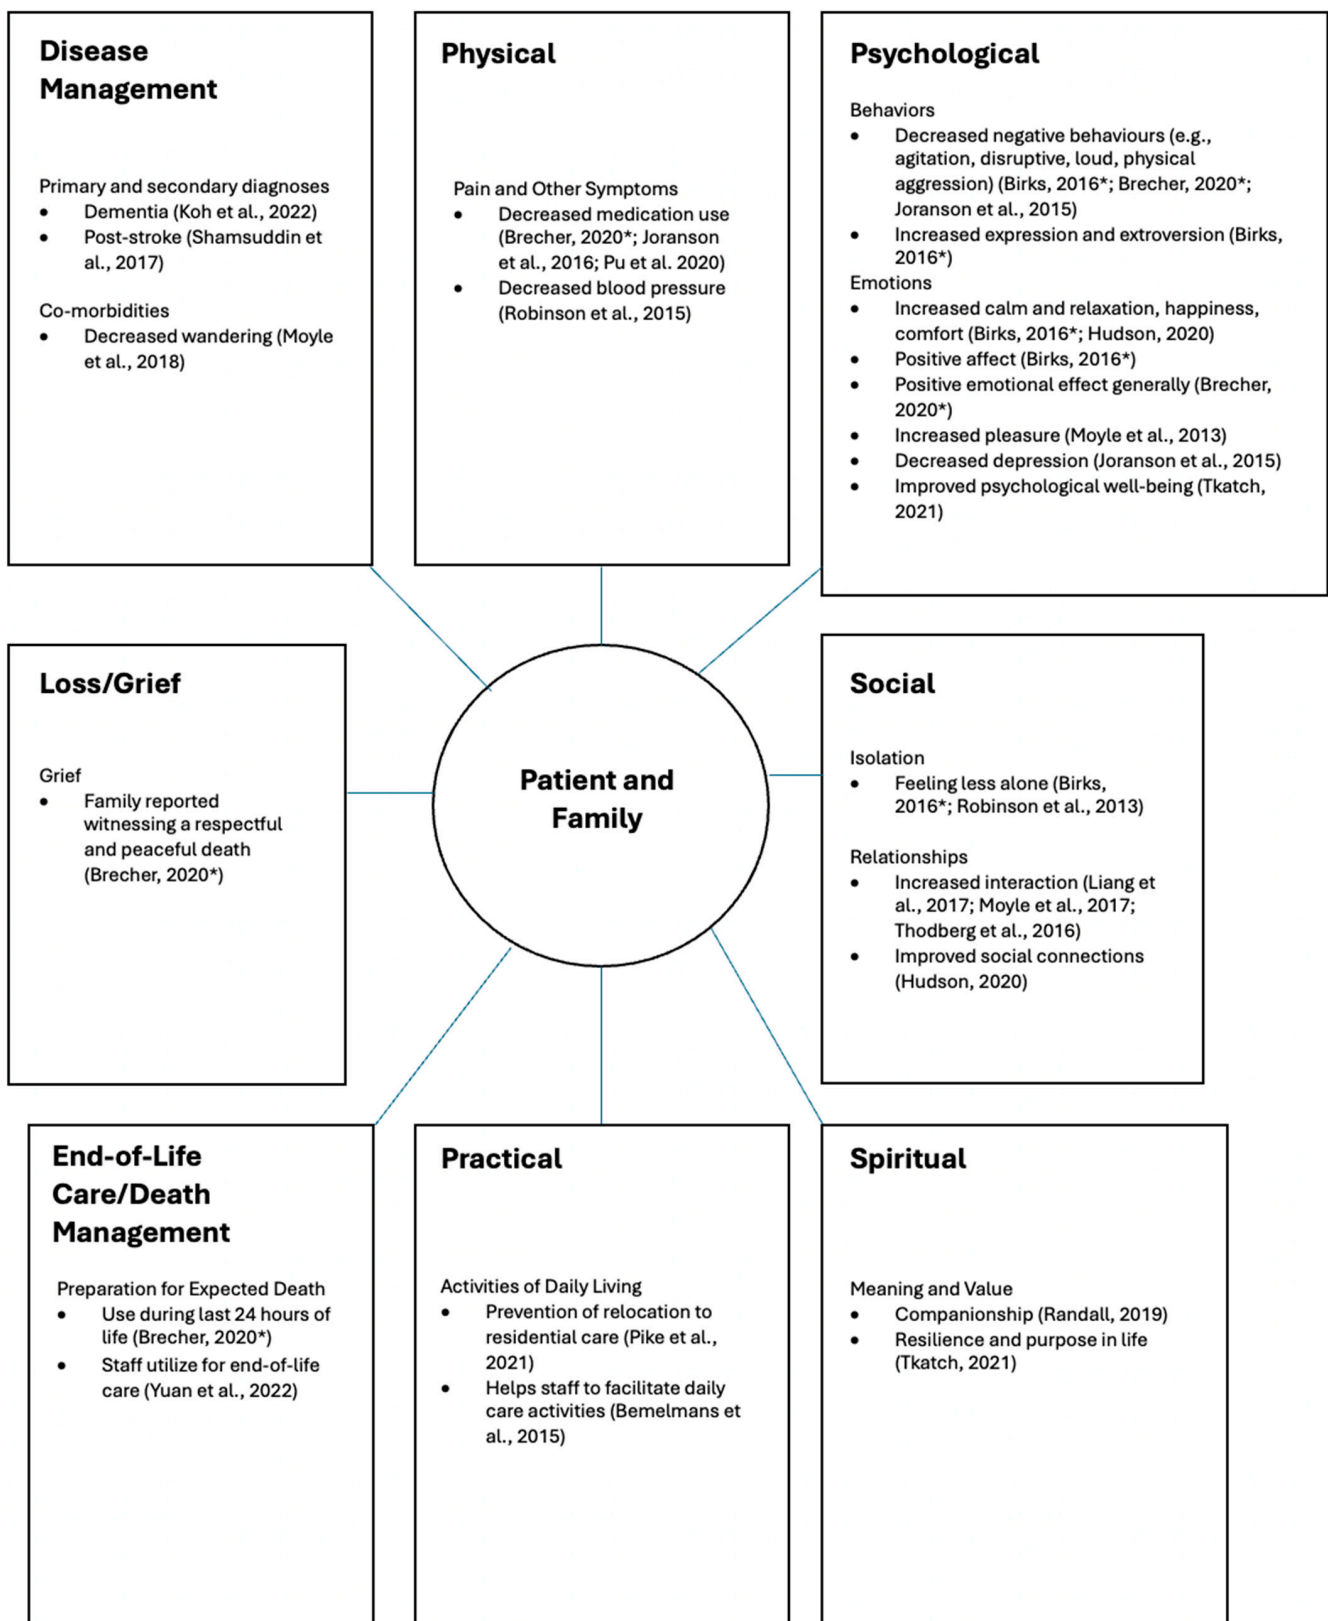 Disease
Management
Primary and secondary diagnoses
• Dementia (Koh et al., 2022)
• Post-stroke (Shamsuddin et
al., 2017)
Co-morbidities
• Decreased wandering (Moyle
et al., 2018)
Physical
Pain and Other Symptoms
• Decreased medication use
(Brecher, 2020*; Joranson
et al., 2016; Pu et al. 2020)
• Decreased blood pressure
(Robinson et al., 2015)
Psychological
Behaviors
• Decreased negative behaviours (e.g.,
agitation, disruptive, loud, physical
aggression) (Birks, 2016*; Brecher, 2020*;
Joranson et al., 2015)
• Increased expression and extroversion (Birks,
2016*)
Emotions
• Increased calm and relaxation, happiness,
comfort (Birks, 2016*; Hudson, 2020)
• Positive affect (Birks, 2016*)
• Positive emotional effect generally (Brecher,
2020*)
• Increased pleasure (Moyle et al., 2013)
• Decreased depression (Joranson et al., 2015)
• Improved psychological well-being (Tkatch,
2021)
Loss/Grief
Grief
• Family reported
witnessing a respectful
and peaceful death
(Brecher, 2020*)
Patient and
Family
Social
Isolation
• Feeling less alone (Birks,
2016*; Robinson et al., 2013)
Relationships
• Increased interaction (Liang et
al., 2017; Moyle et al., 2017;
Thodberg et al., 2016)
• Improved social connections
(Hudson, 2020)
End-of-Life
Care/Death
Management
Preparation for Expected Death
• Use during last 24 hours of
life (Brecher, 2020*)
• Staff utilize for end-of-life
care (Yuan et al., 2022)
Practical
Activities of Daily Living
• Prevention of relocation to
residential care (Pike et al.,
2021)
• Helps staff to facilitate daily
care activities (Bemelmans et
al., 2015)
Spiritual
Meaning and Value
• Companionship (Randall, 2019)
• Resilience and purpose in life
(Tkatch, 2021)